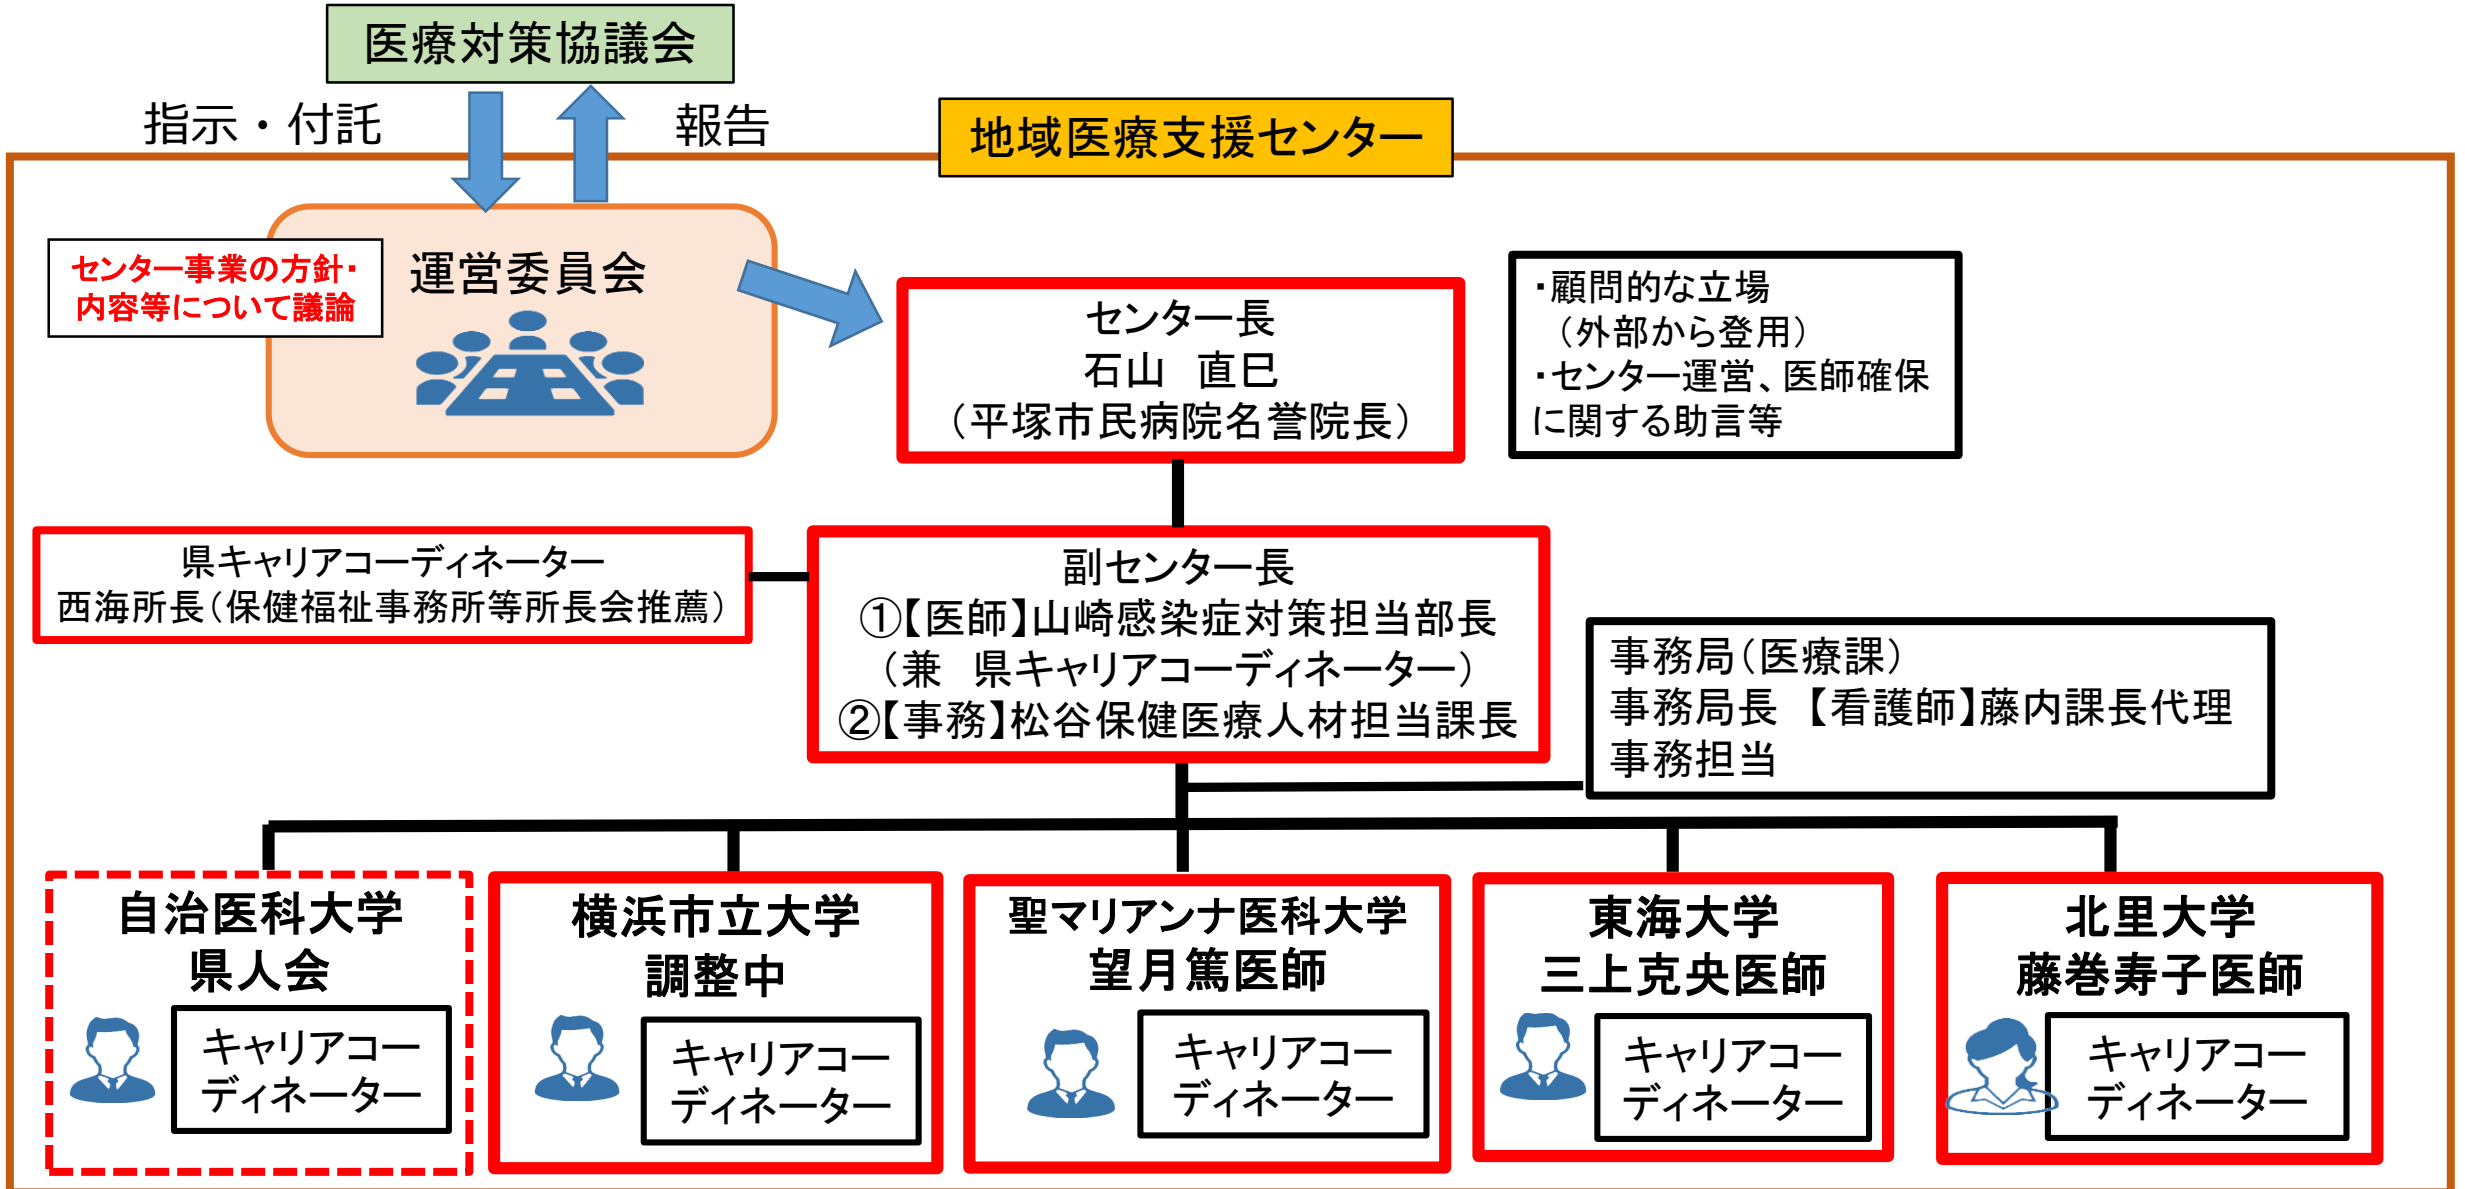 医療対策協議会
指示・付託
報告
地域医療支援センター
センター事業の方針・
内容等について議論
運営委員会
センター長
石山　直巳
（平塚市民病院名誉院長）
・顧問的な立場
（外部から登用）
・センター運営、医師確保
に関する助言等
県キャリアコーディネーター
西海所長（保健福祉事務所等所長会推薦）
副センター長
①【医師】山崎感染症対策担当部長
（兼　県キャリアコーディネーター）
②【事務】松谷保健医療人材担当課長
事務局（医療課）
事務局長　【看護師】藤内課長代理
事務担当
自治医科大学
県人会
キャリアコー
ディネーター
横浜市立大学
調整中
キャリアコー
ディネーター
聖マリアンナ医科大学
望月篤医師
キャリアコー
ディネーター
東海大学
三上克央医師
キャリアコー
ディネーター
北里大学
藤巻寿子医師
キャリアコー
ディネーター